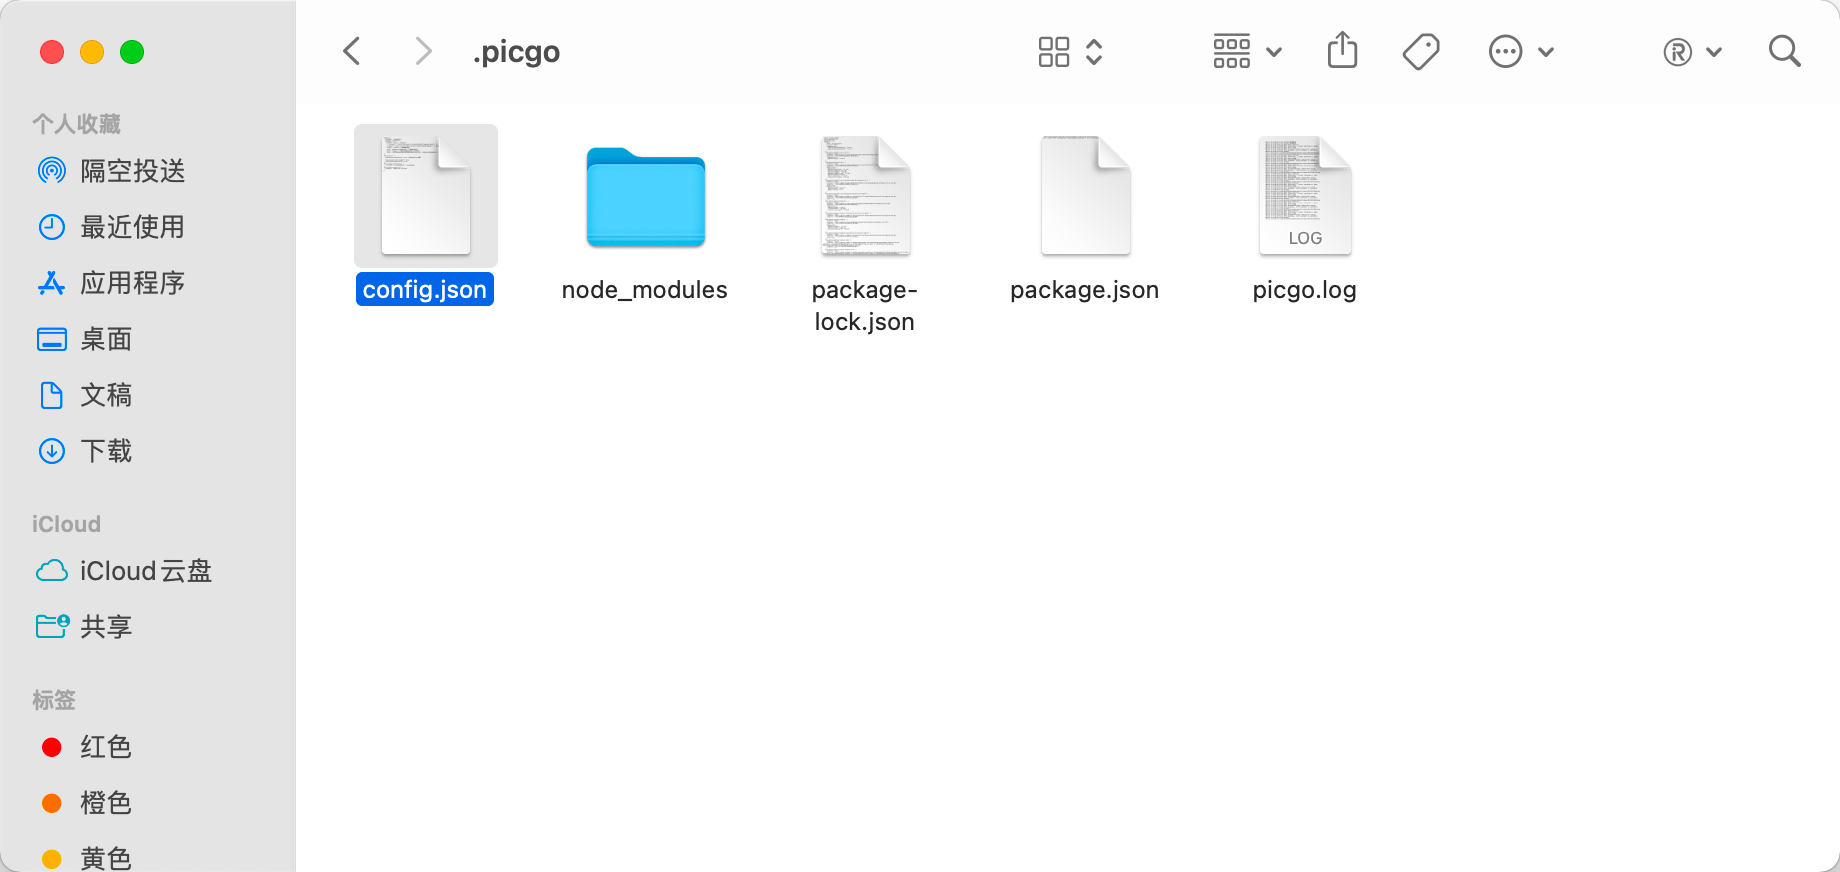 .picgo
个人收藏
隔空投送
最近使用
应用程序
桌面
文稿
下载
iCloud
iCloud云盘
共享
标签
红色
橙色
黄色
config.json
node_modules
package-
lock.json
package.json
LOG
picgo.log